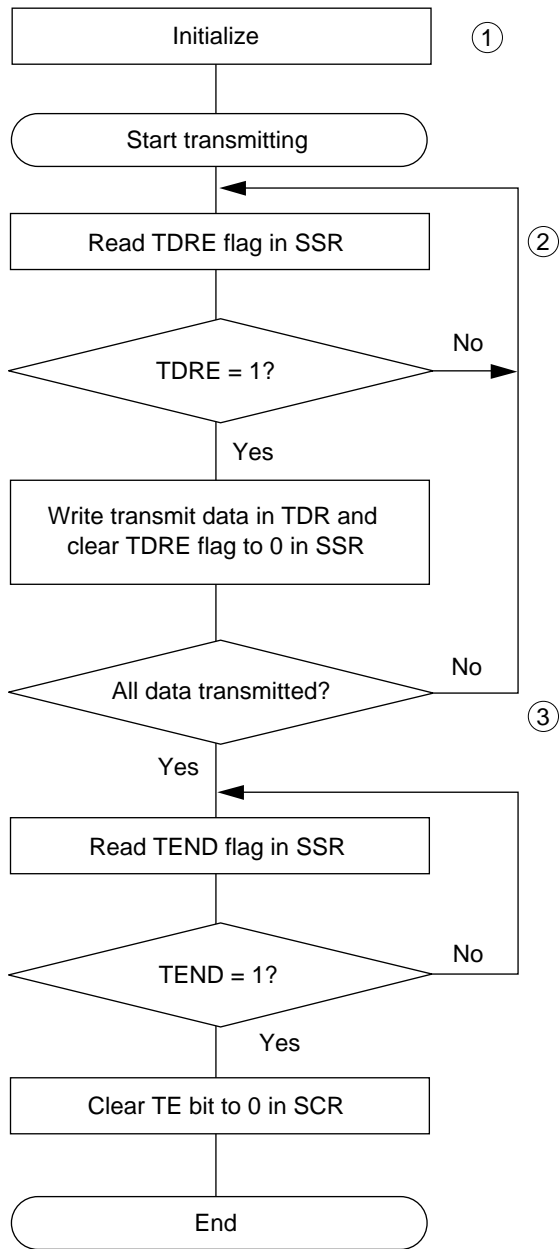 Initialize
①
Start transmitting
Read TDRE flag in SSR
②
TDRE = 1?
No
Yes
Write transmit data in TDR and
clear TDRE flag to 0 in SSR
All data transmitted?
No
③
Yes
Read TEND flag in SSR
TEND = 1?
No
Yes
Clear TE bit to 0 in SCR
End